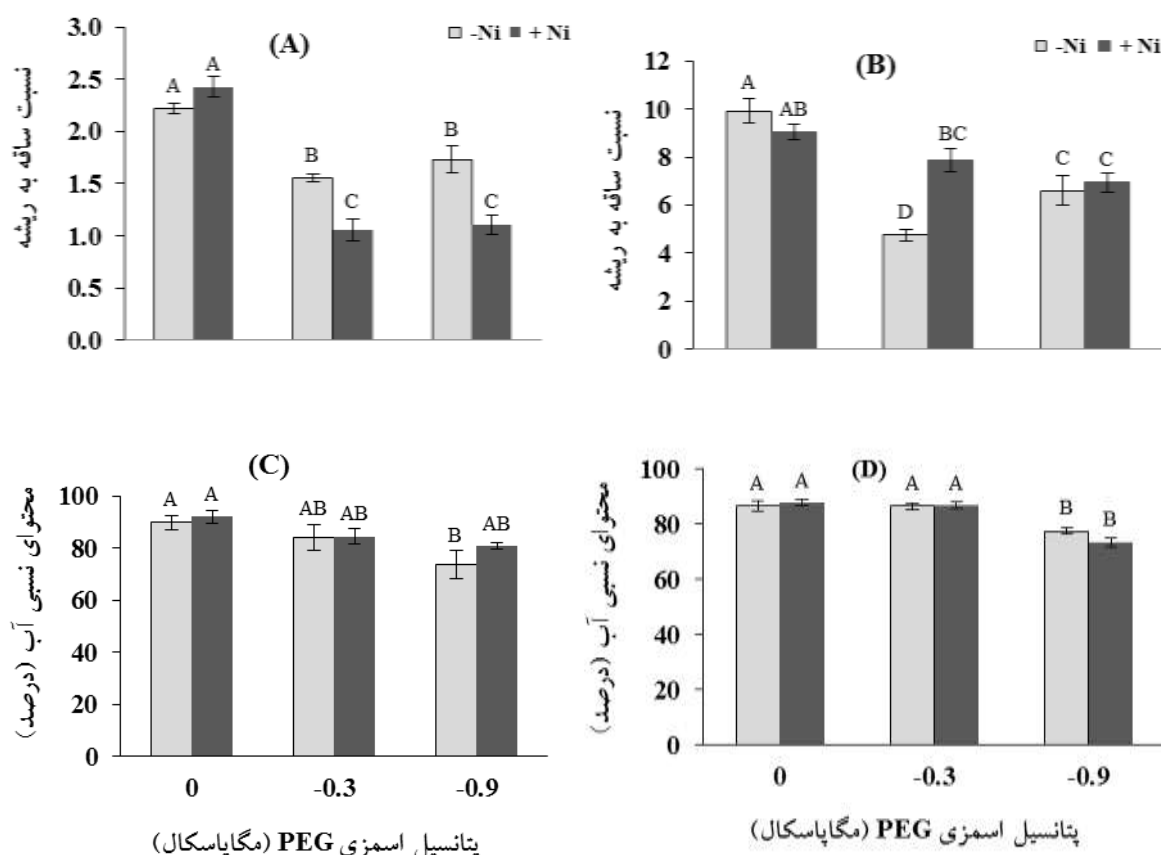 (A)
-Ni + Ni
3.0
2.5
2.0
1.5
1.0
0.5
0.0
نسبت ساقه به ریشه
A A
B C
B C
(B)
-Ni + Ni
12
10
8
6
4
2
0
نسبت ساقه به ریشه
A AB
D BC
C C
(C)
100
80
60
40
20
0
محتوای نسبی آب (درصد)
A A
AB AB
B AB
0 -0.3 -0.9
پتانسیل اسمزی PEG (مگاپاسکال)
(D)
100
80
60
40
20
0
محتوای نسبی آب (درصد)
A A
A A
B B
0 -0.3 -0.9
پتانسیل اسمزی PEG (مگاپاسکال)